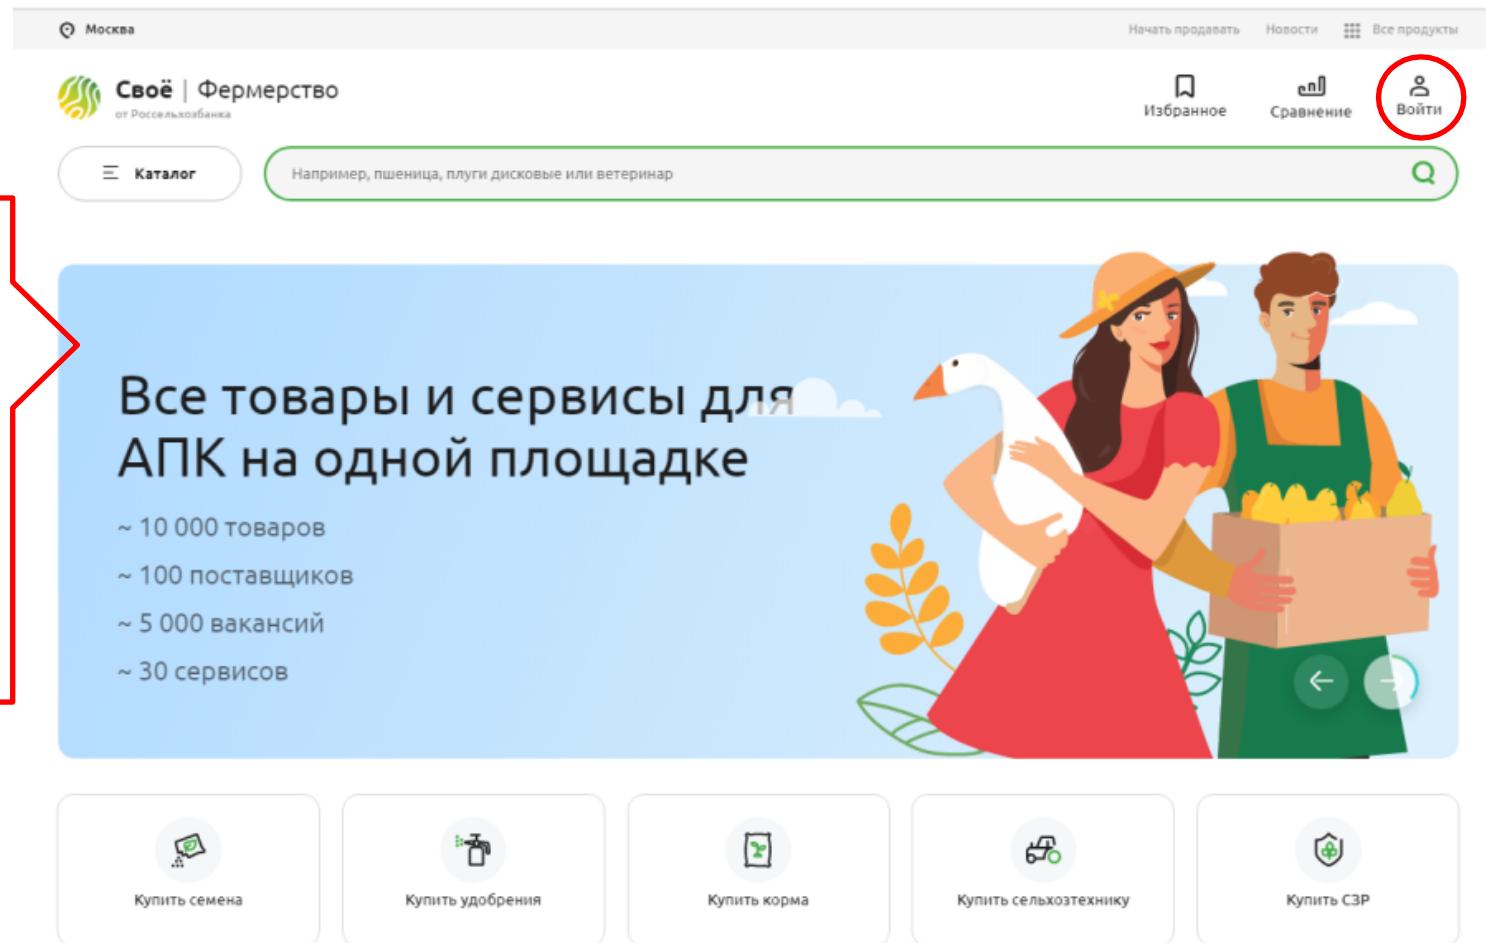 Москва
Начать продавать Новости Все продукты
Своё | Фермерство
от Россельхозбанка
Избранное Сравнение Войти
Каталог
Например, пшеница, плуги дисковые или ветеринар
Все товары и сервисы для
АПК на одной площадке
~ 10 000 товаров
~ 100 поставщиков
~ 5 000 вакансий
~ 30 сервисов
Купить семена Купить удобрения Купить корма Купить сельхозтехнику Купить СЗР